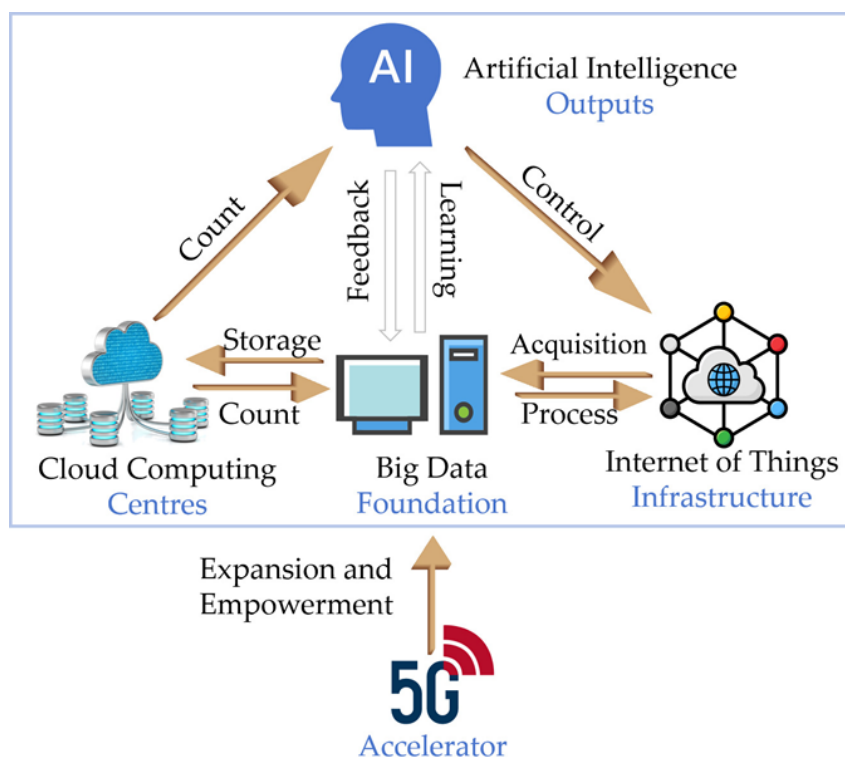 AI
Artificial Intelligence
Outputs
Count
Feedback
Learning
Control
Storage
Count
Acquisition
Process
Cloud Computing
Centres
Big Data
Foundation
Internet of Things
Infrastructure
Expansion and
Empowerment
5G
Accelerator